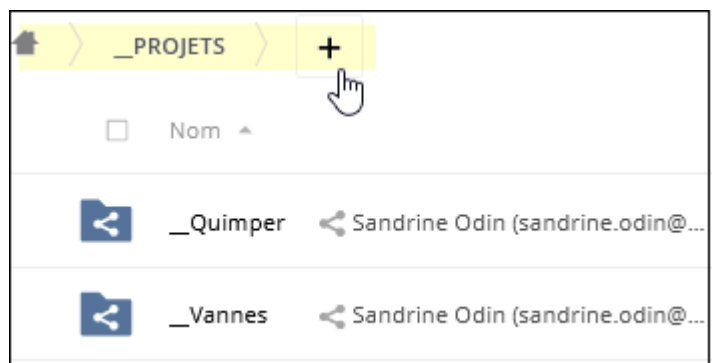 __PROJETS +
Nom
__Quimper Sandrine Odin (sandrine.odin@...
__Vannes Sandrine Odin (sandrine.odin@...